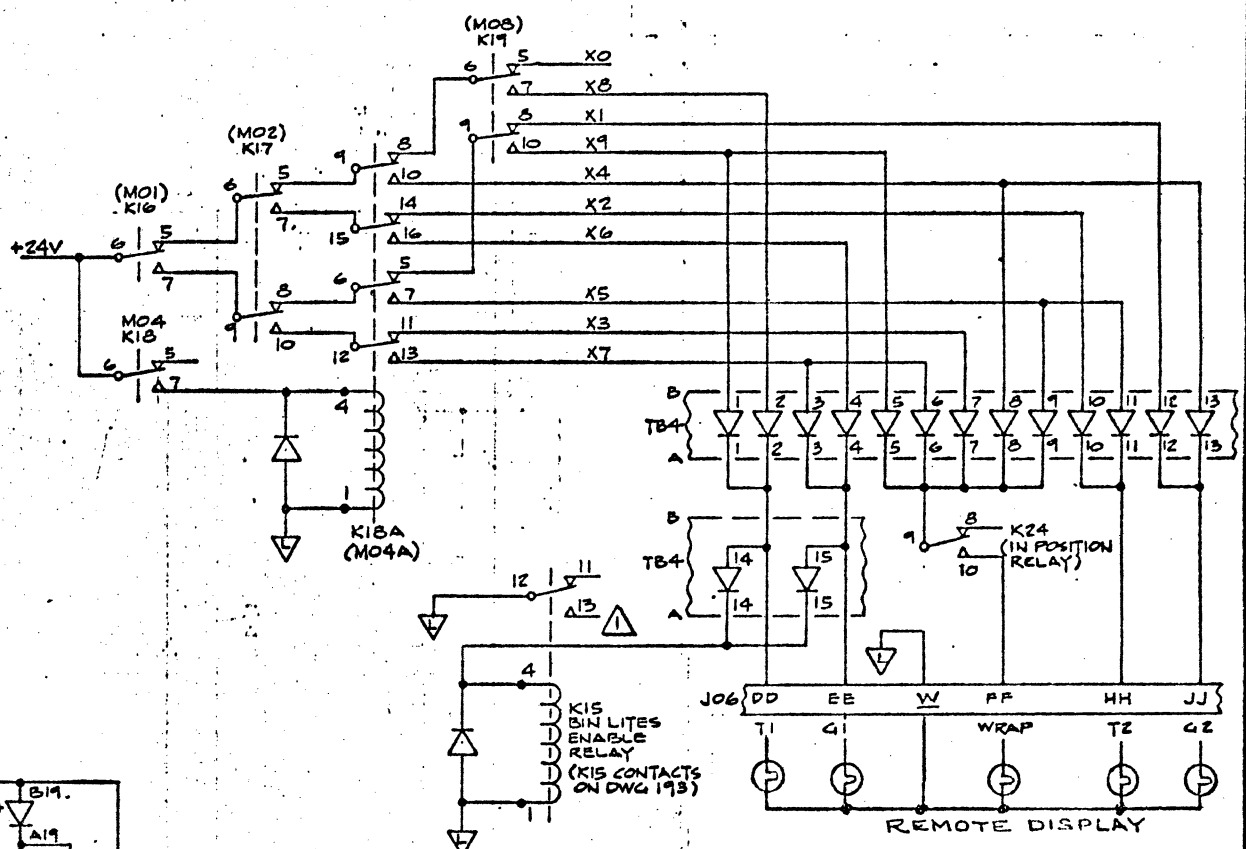 (M08)
K19
6 5 X0
7 X8
(M02)
K17
8 X1
9
10 X9
9 8
10 X4
(M01)
K16
6 5
7
14 X2
15
16 X6
+24V
6 5
7
6 5
7 X5
9 8
10
11 X3
12
13 X7
M04
K18
6 5
7
4
1
K18A
(M04A)
B
1 2 3 4 5 6 7 8 9 10 11 12 13
TB4
1 2 3 4 5 6 7 8 9 10 11 12 13
A
L
B
14 15
TB4
14 15
A
8
9
10
K24
(IN POSITION
RELAY)
12 11
13
1
L
L
4
1
K15
BIN LITES
ENABLE
RELAY
(K15 CONTACTS
ON DWG 193)
L
J06 DD EE W FF HH JJ
T1 G1 WRAP T2 G2
REMOTE DISPLAY
B19.
A19